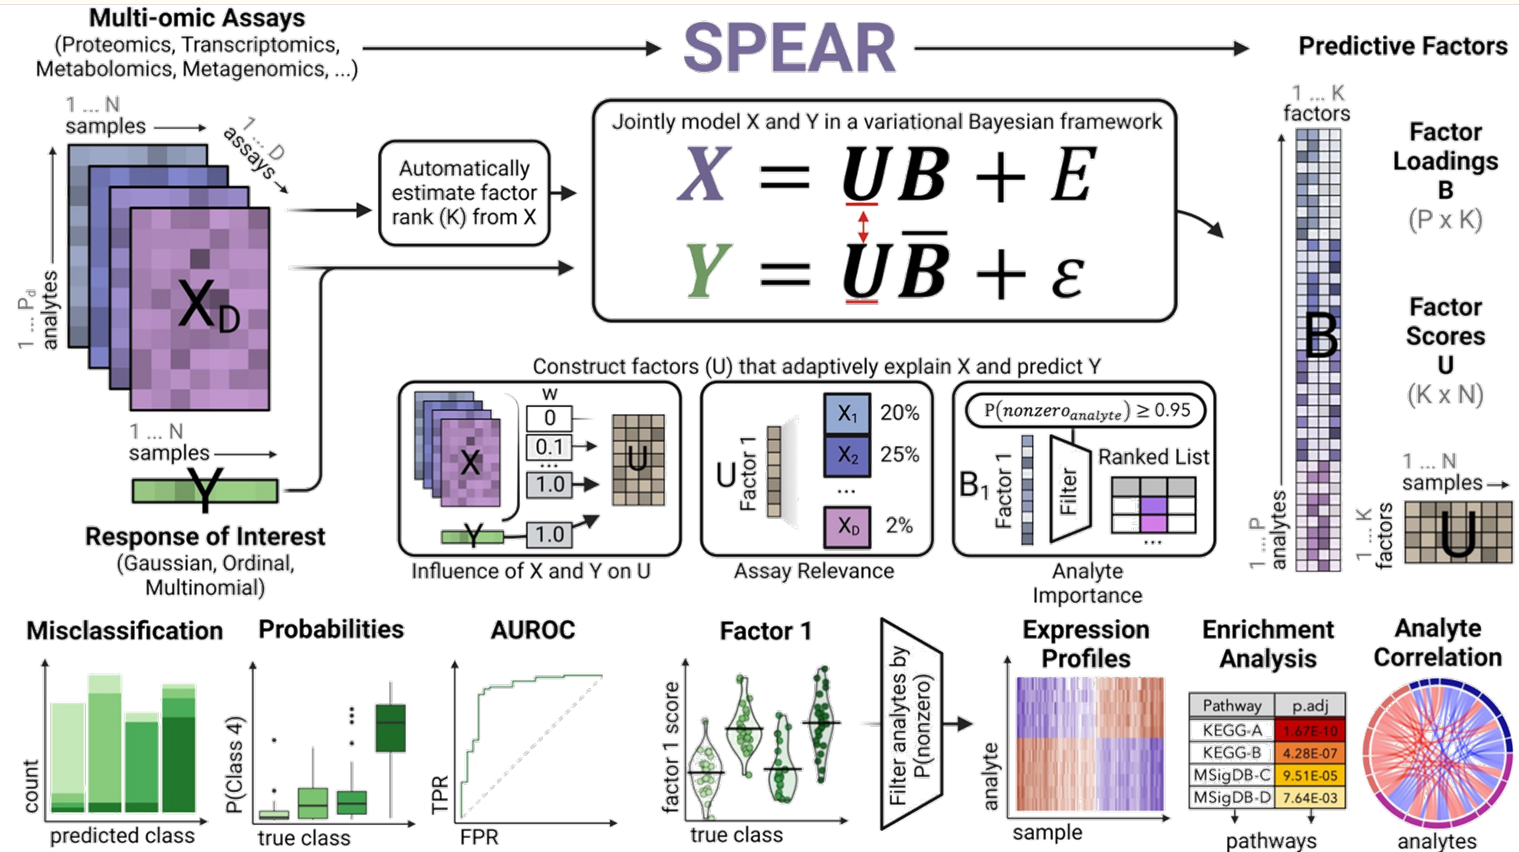 Multi-omic Assays
(Proteomics, Transcriptomics,
Metabolomics, Metagenomics, ...)
SPEAR
Predictive Factors
1 ... N
samples
1 ... D
assays
1 ... P_d
analytes
X_D
Automatically
estimate factor
rank (K) from X
Jointly model X and Y in a variational Bayesian framework
X = UB + E
Y = UB̅ + ε
1 ... N
samples
Y
Response of Interest
(Gaussian, Ordinal,
Multinomial)
Construct factors (U) that adaptively explain X and predict Y
X
Y
w
0
0.1
...
1.0
1.0
U
Influence of X and Y on U
U
Factor 1
X₁ 20%
X₂ 25%
...
X_D 2%
Assay Relevance
P(nonzero_analyte) ≥ 0.95
B₁
Factor 1
Filter
Ranked List
...
Analyte
Importance
1 ... K
factors
1 ... P
analytes
B
Factor
Loadings
B
(P x K)
Factor
Scores
U
(K x N)
1 ... N
samples
1 ... K
factors
U
Misclassification
count
predicted class
Probabilities
P(Class 4)
true class
AUROC
TPR
FPR
Factor 1
factor 1 score
true class
Filter analytes by
P(nonzero)
Expression
Profiles
analyte
sample
Enrichment
Analysis
Pathway p.adj
KEGG-A 1.67E-10
KEGG-B 4.28E-07
MSigDB-C 9.51E-05
MSigDB-D 7.64E-03
pathways
Analyte
Correlation
analytes